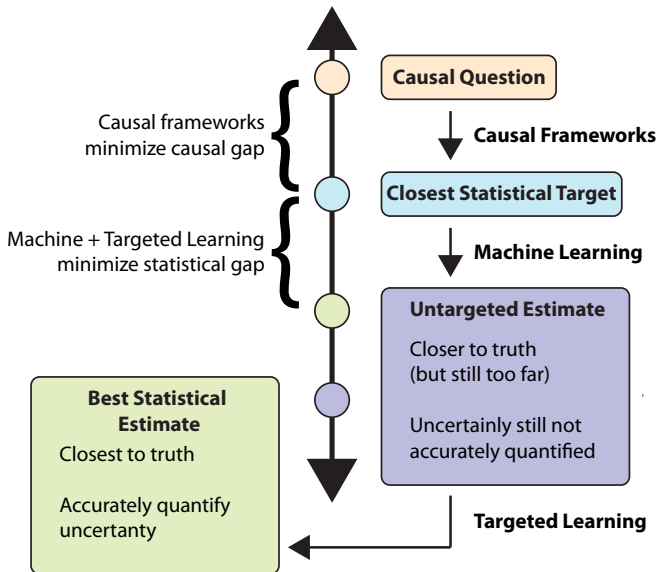 Causal Question
Causal frameworks
minimize causal gap
Causal Frameworks
Closest Statistical Target
Machine + Targeted Learning
minimize statistical gap
Machine Learning
Untargeted Estimate
Closer to truth
(but still too far)
Uncertainly still not
accurately quantified
Targeted Learning
Best Statistical
Estimate
Closest to truth
Accurately quantify
uncertanty